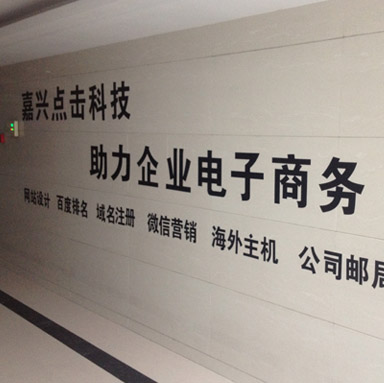 嘉兴点击科技
助力企业电子商务
网站设计 百度排名 域名注册 微信营销 海外主机 公司邮局